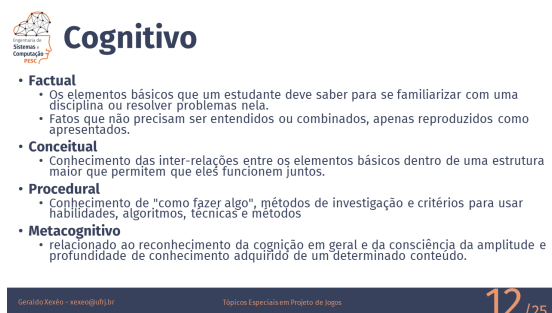 Engenharia de
Sistemas e
Computação
PESC
Cognitivo
• Factual
• Os elementos básicos que um estudante deve saber para se familiarizar com uma
disciplina ou resolver problemas nela.
• Fatos que não precisam ser entendidos ou combinados, apenas reproduzidos como
apresentados.
• Conceitual
• Conhecimento das inter-relações entre os elementos básicos dentro de uma estrutura
maior que permitem que eles funcionem juntos.
• Procedural
• Conhecimento de "como fazer algo", métodos de investigação e critérios para usar
habilidades, algoritmos, técnicas e métodos
• Metacognitivo
• relacionado ao reconhecimento da cognição em geral e da consciência da amplitude e
profundidade de conhecimento adquirido de um determinado conteúdo.
Geraldo Xexéo – xexeo@ufrj.br
Tópicos Especiais em Projeto de Jogos
12/25